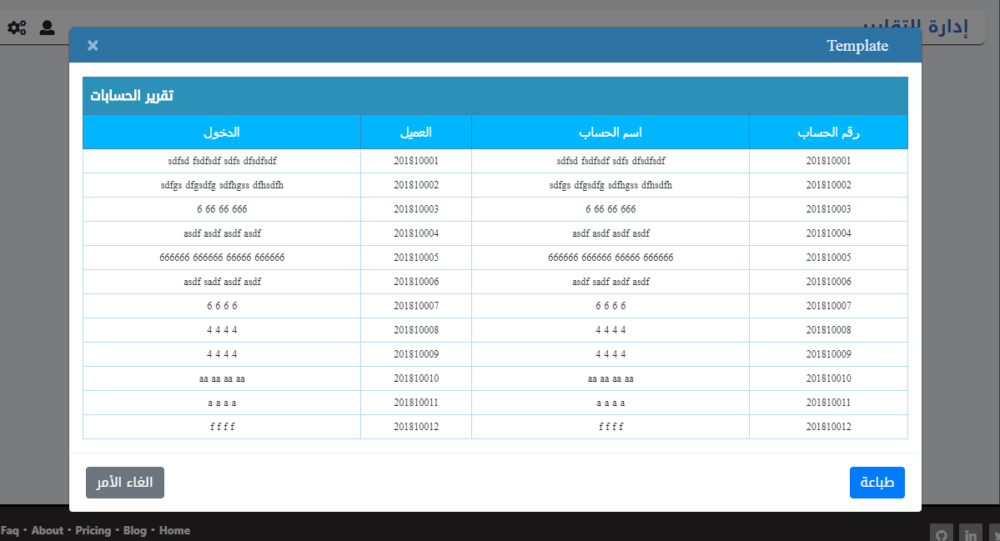 إدارة التقارير
Template
×
تقرير الحسابات
رقم الحساب اسم الحساب العميل الدخول
201810001 sdfsd fsdfsdf sdfs dfsdfsdf 201810001 sdfsd fsdfsdf sdfs dfsdfsdf
201810002 sdfgs dfgsdfg sdfhgss dfhsdfh 201810002 sdfgs dfgsdfg sdfhgss dfhsdfh
201810003 6 66 66 666 201810003 6 66 66 666
201810004 asdf asdf asdf asdf 201810004 asdf asdf asdf asdf
201810005 666666 666666 66666 666666 201810005 666666 666666 66666 666666
201810006 asdf sadf asdf asdf 201810006 asdf sadf asdf asdf
201810007 6 6 6 6 201810007 6 6 6 6
201810008 4 4 4 4 201810008 4 4 4 4
201810009 4 4 4 4 201810009 4 4 4 4
201810010 aa aa aa aa 201810010 aa aa aa aa
201810011 a a a a 201810011 a a a a
201810012 f f f f 201810012 f f f f
طباعة
الغاء الأمر
Faq · About · Pricing · Blog · Home
in